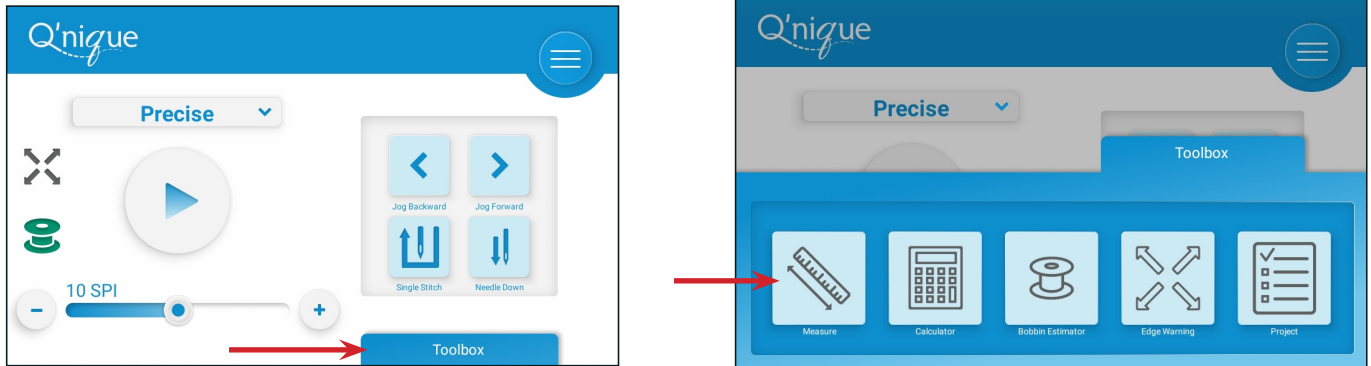 Q'nique
Precise
Jog Backward Jog Forward
Single Stitch Needle Down
10 SPI
Toolbox
Q'nique
Precise
Toolbox
Measure Calculator Bobbin Estimator Edge Warning Project